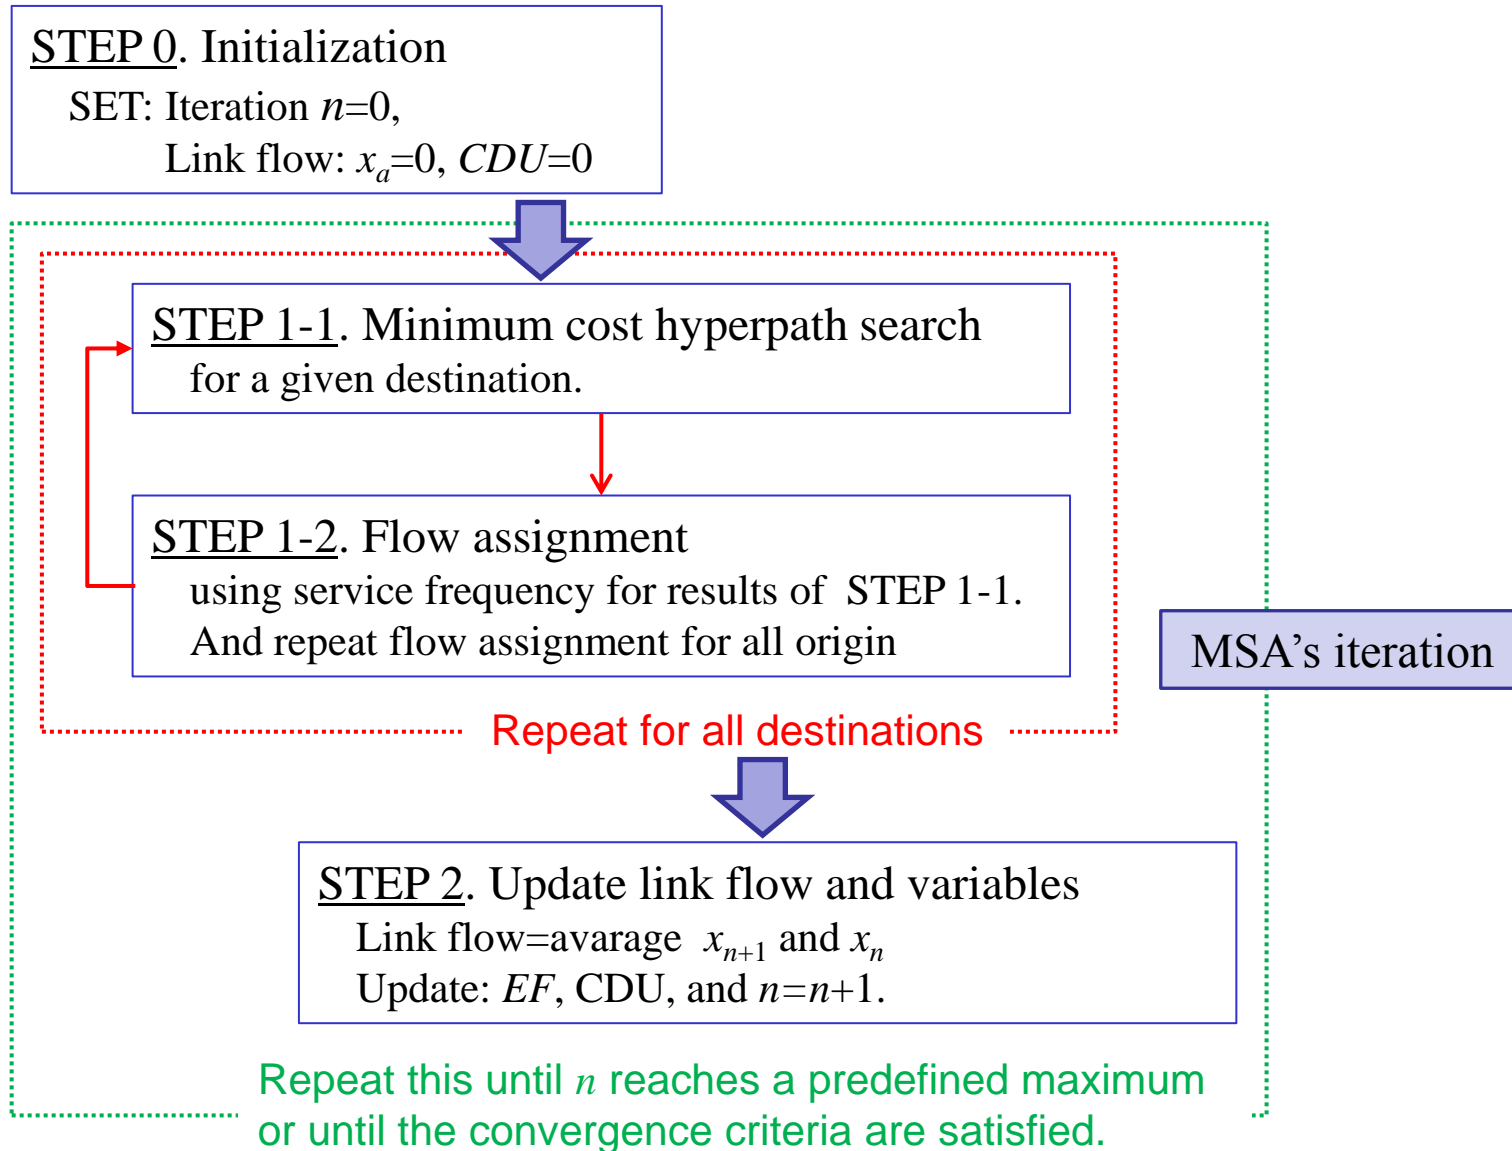 STEP 0. Initialization
SET: Iteration n=0,
Link flow: xₐ=0, CDU=0
STEP 1-1. Minimum cost hyperpath search
for a given destination.
STEP 1-2. Flow assignment
using service frequency for results of STEP 1-1.
And repeat flow assignment for all origin
MSA’s iteration
Repeat for all destinations
STEP 2. Update link flow and variables
Link flow=avarage xₙ₊₁ and xₙ
Update: EF, CDU, and n=n+1.
Repeat this until n reaches a predefined maximum
or until the convergence criteria are satisfied.